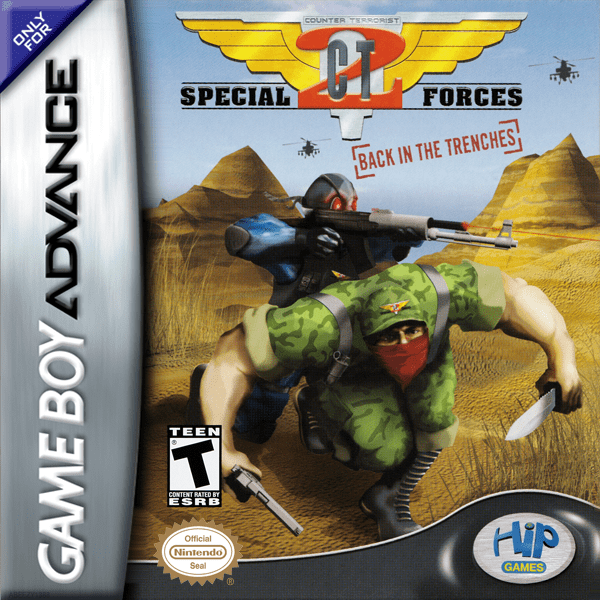 ONLY
FOR
GAME BOY ADVANCE
COUNTER TERRORIST
CT
2
SPECIAL FORCES
BACK IN THE TRENCHES
TEEN
T
®
CONTENT RATED BY
ESRB
Official
Nintendo
Seal
®
Hip
GAMES